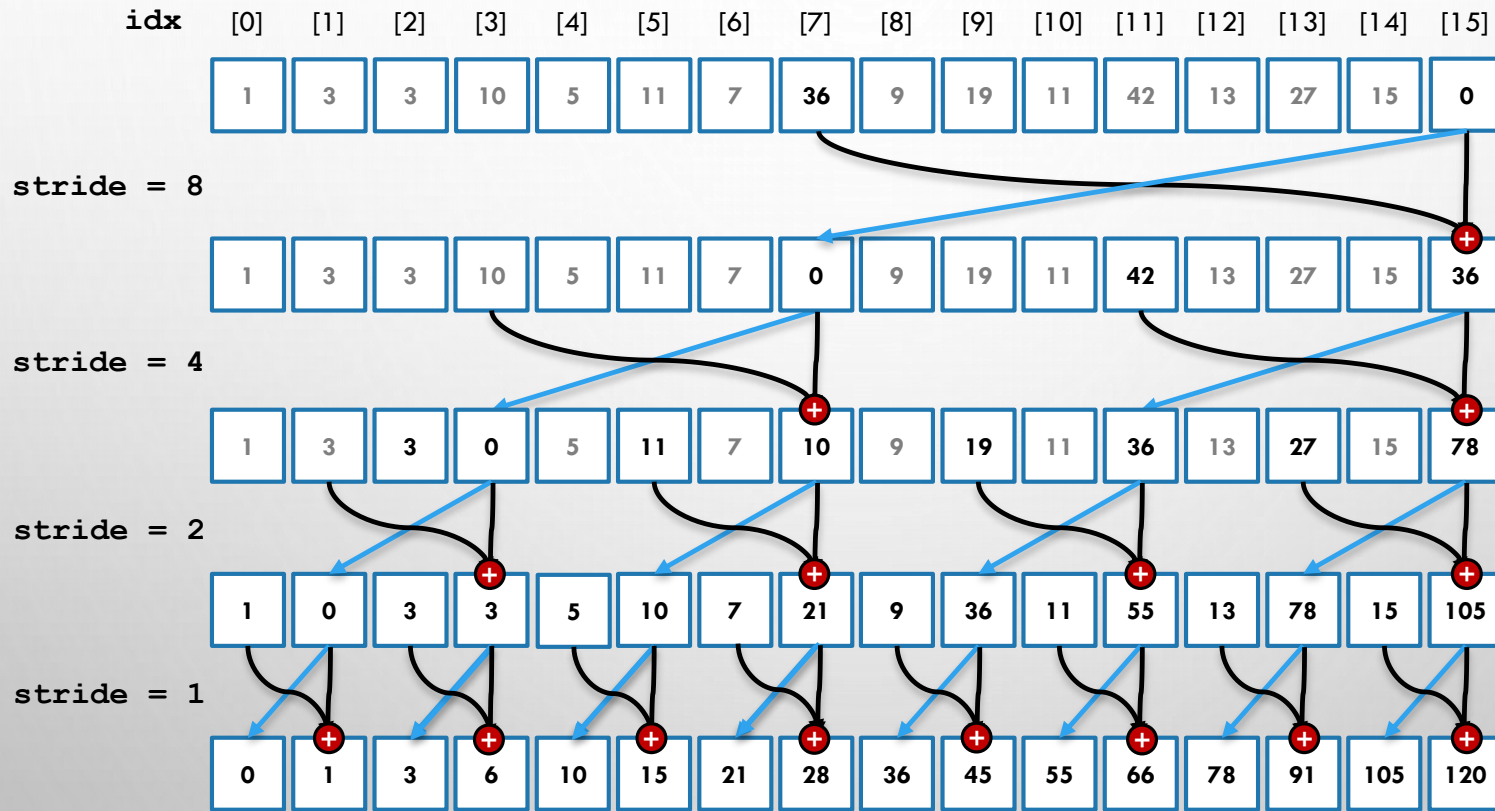 idx [0] [1] [2] [3] [4] [5] [6] [7] [8] [9] [10] [11] [12] [13] [14] [15]
1 3 3 10 5 11 7 36 9 19 11 42 13 27 15 0
stride = 8
+
1 3 3 10 5 11 7 0 9 19 11 42 13 27 15 36
stride = 4
+ +
1 3 3 0 5 11 7 10 9 19 11 36 13 27 15 78
stride = 2
+ + + +
1 0 3 3 5 10 7 21 9 36 11 55 13 78 15 105
stride = 1
+ + + + + + + +
0 1 3 6 10 15 21 28 36 45 55 66 78 91 105 120